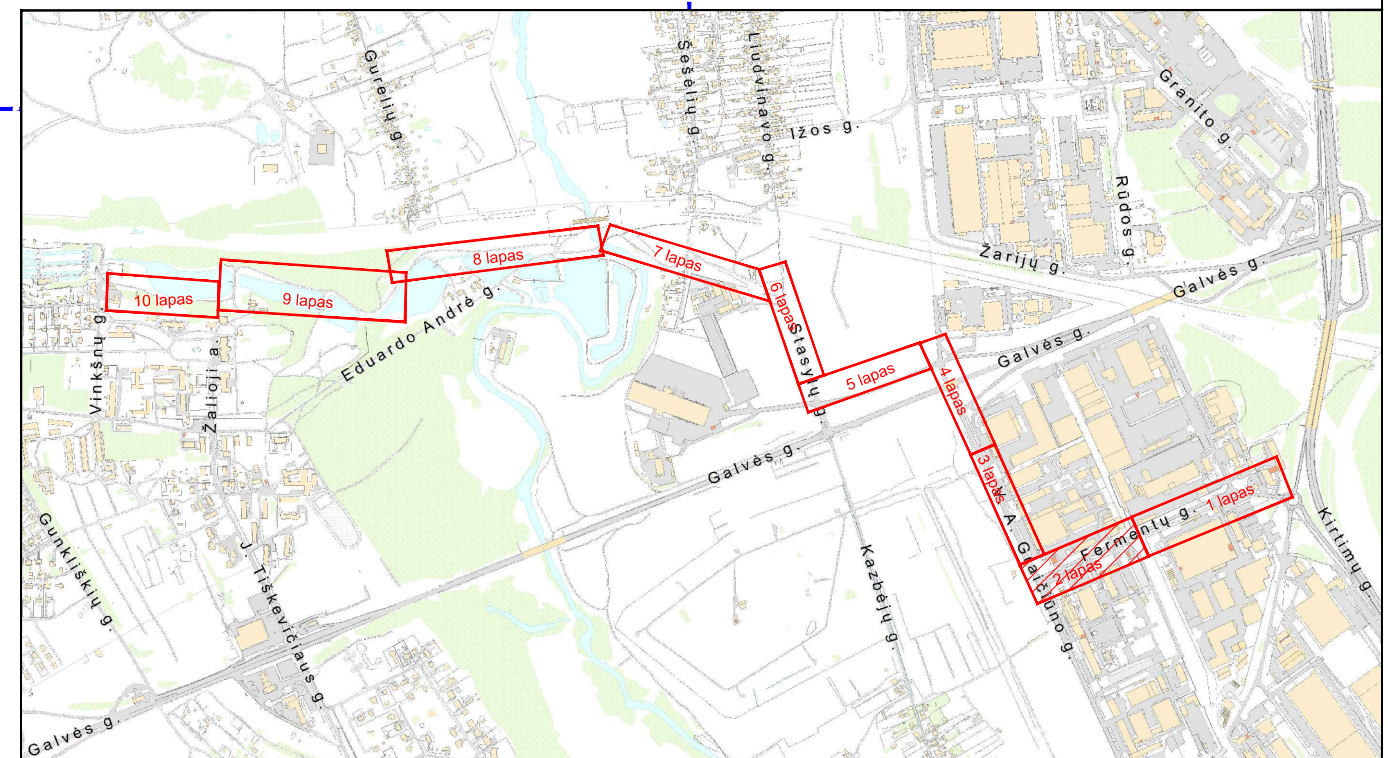 Gurelių g.
Šešėlių g.
Liudvinavo g.
Ižos g.
Granito g.
Rūdos g.
Žarijų g.
Galvės g.
Galvės g.
8 lapas
7 lapas
6 lapas
10 lapas
9 lapas
Eduardo André g.
Stasylų g.
5 lapas
4 lapas
Vinkšnų g.
Žalioji a.
Galvės g.
3 lapas
V. A. Graičiūno g.
Fermentų g.
1 lapas
2 lapas
Kirtimų g.
Gunkliškių g.
J. Tiškevičiaus g.
Kazbėjų g.
Galvės g.